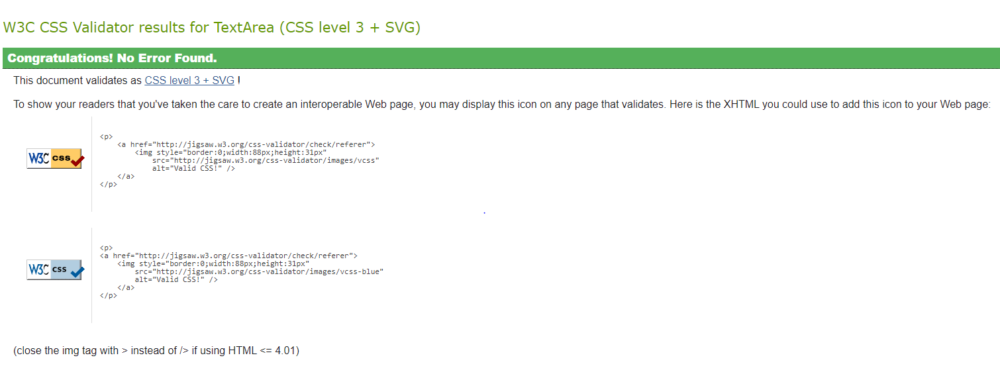 W3C CSS Validator results for TextArea (CSS level 3 + SVG)
Congratulations! No Error Found.
This document validates as CSS level 3 + SVG !
To show your readers that you've taken the care to create an interoperable Web page, you may display this icon on any page that validates. Here is the XHTML you could use to add this icon to your Web page:
W3C css
<p>
<a href="http://jigsaw.w3.org/css-validator/check/referer">
<img style="border:0;width:88px;height:31px"
src="http://jigsaw.w3.org/css-validator/images/vcss"
alt="Valid CSS!" />
</a>
</p>
.
W3C css
<p>
<a href="http://jigsaw.w3.org/css-validator/check/referer">
<img style="border:0;width:88px;height:31px"
src="http://jigsaw.w3.org/css-validator/images/vcss-blue"
alt="Valid CSS!" />
</a>
</p>
(close the img tag with > instead of /> if using HTML <= 4.01)